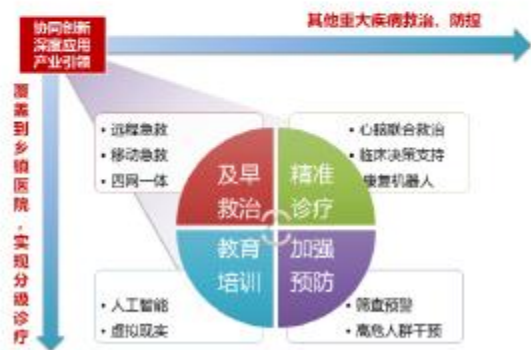 协同创新
深度应用
产业引领
其他重大疾病救治、防控
覆盖到乡镇医院，实现分级诊疗
• 远程急救
• 移动急救
• 四网一体
• 心脑联合救治
• 临床决策支持
• 康复机器人
及早
救治
精准
诊疗
教育
培训
加强
预防
• 人工智能
• 虚拟现实
• 筛查预警
• 高危人群干预